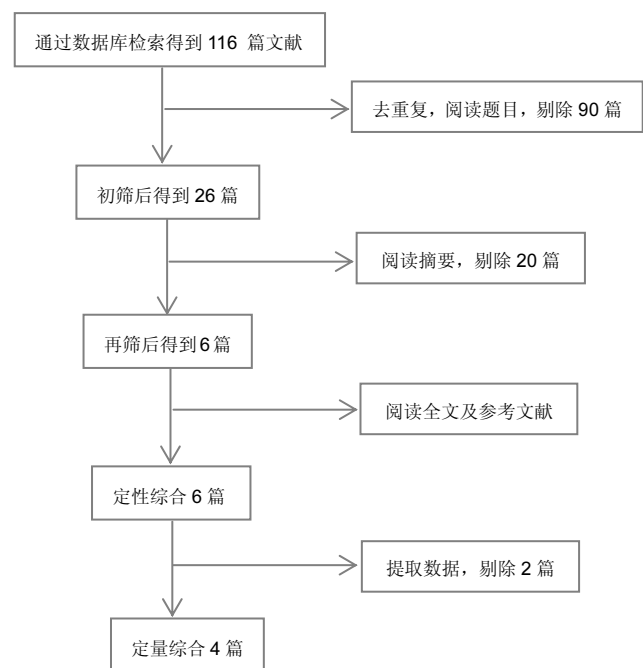 通过数据库检索得到 116 篇文献
去重复，阅读题目，剔除 90 篇
初筛后得到 26 篇
阅读摘要，剔除 20 篇
再筛后得到 6 篇
阅读全文及参考文献
定性综合 6 篇
提取数据，剔除 2 篇
定量综合 4 篇